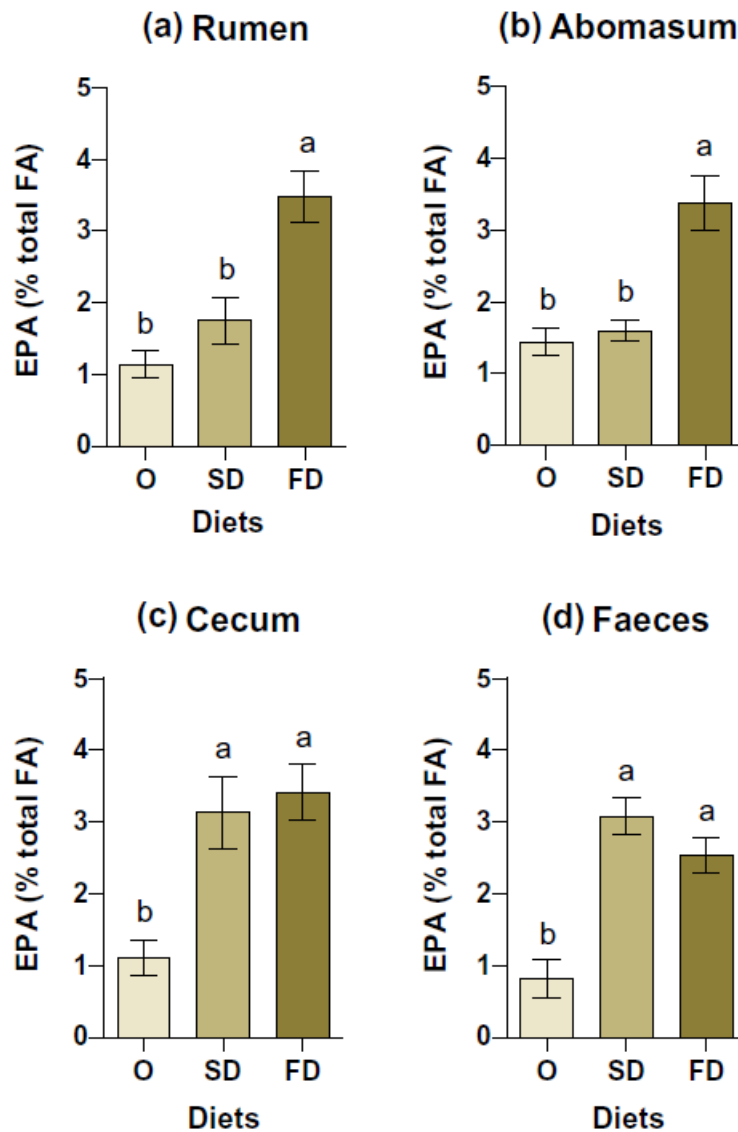 (a) Rumen
EPA (% total FA)
5
4
3
2
1
0
b
b
a
O SD FD
Diets
(b) Abomasum
EPA (% total FA)
5
4
3
2
1
0
b
b
a
O SD FD
Diets
(c) Cecum
EPA (% total FA)
5
4
3
2
1
0
b
a
a
O SD FD
Diets
(d) Faeces
EPA (% total FA)
5
4
3
2
1
0
b
a
a
O SD FD
Diets